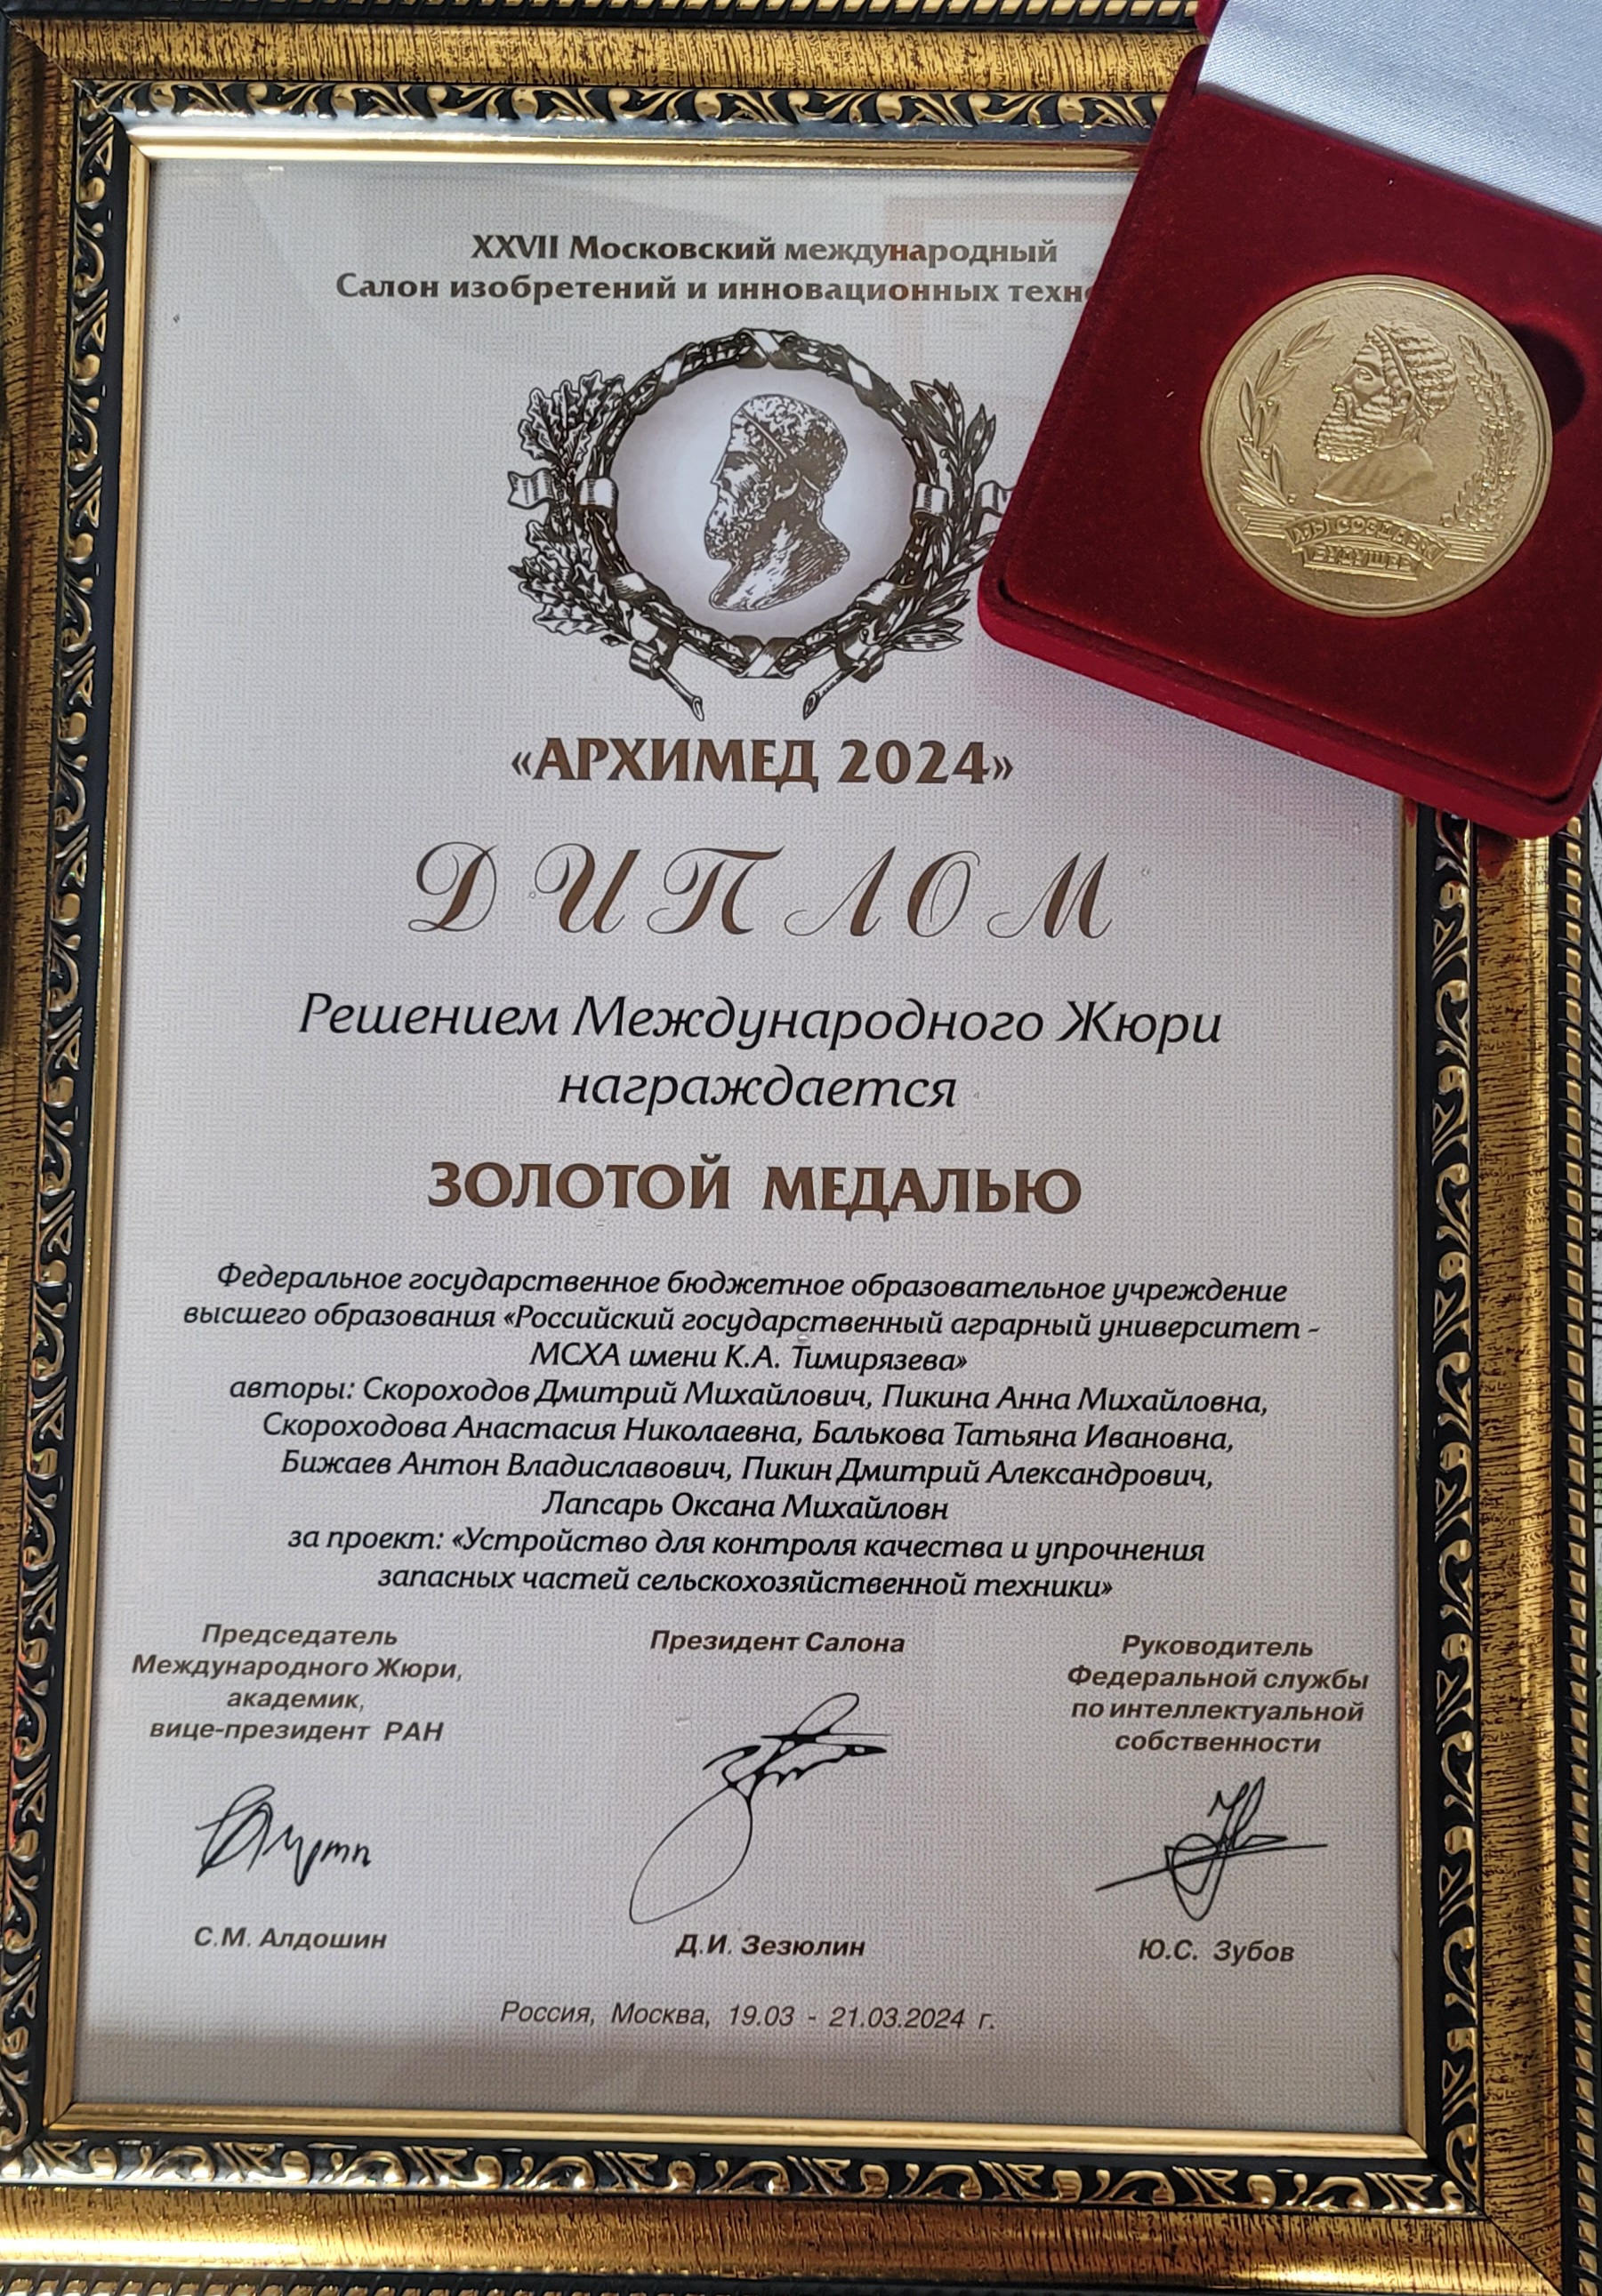 XXVII Московский международный
Салон изобретений и инновационных
МЫ СОЗДАЕМ
БУДУЩЕЕ
«АРХИМЕД 2024»
ДИПЛОМ
Решением Международного Жюри
награждается
ЗОЛОТОЙ МЕДАЛЬЮ
Федеральное государственное бюджетное образовательное учреждение
высшего образования «Российский государственный аграрный университет -
МСХА имени К.А. Тимирязева»
авторы: Скороходов Дмитрий Михайлович, Пикина Анна Михайловна,
Скороходова Анастасия Николаевна, Балькова Татьяна Ивановна,
Бижаев Антон Владиславович, Пикин Дмитрий Александрович,
Лапсарь Оксана Михайловн
за проект: «Устройство для контроля качества и упрочнения
запасных частей сельскохозяйственной техники»
Председатель
Международного Жюри,
академик,
вице-президент РАН
С.М. Алдошин
Президент Салона
Д.И. Зезюлин
Руководитель
Федеральной службы
по интеллектуальной
собственности
Ю.С. Зубов
Россия, Москва, 19.03 - 21.03.2024 г.